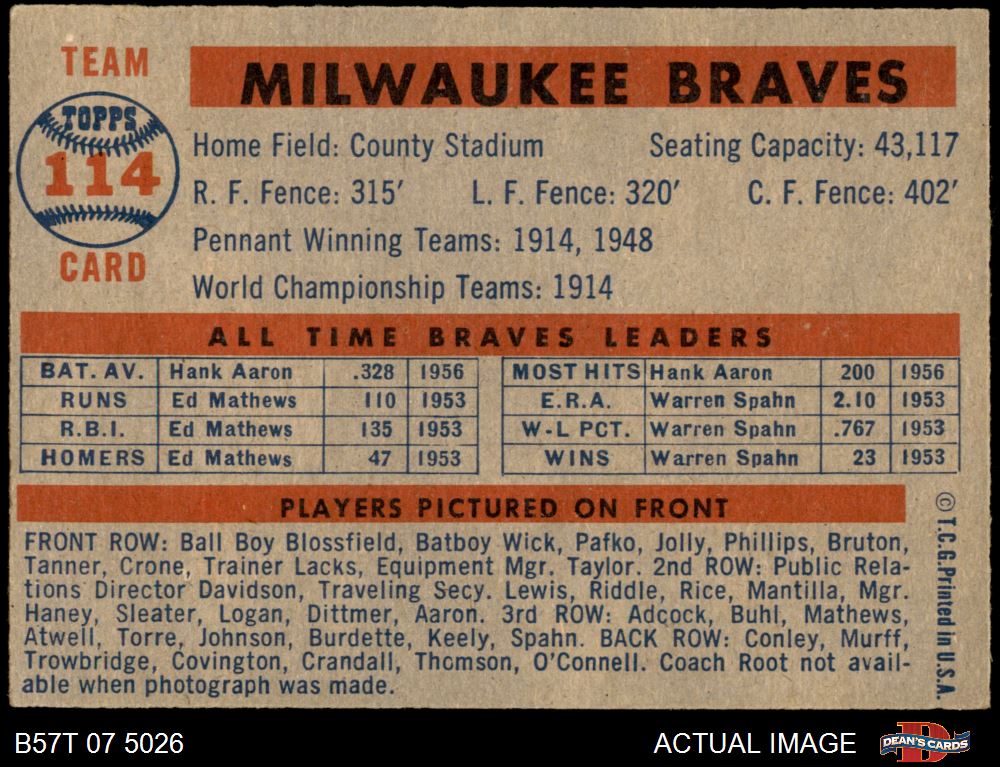 TEAM
TOPPS
114
CARD
MILWAUKEE BRAVES
Home Field: County Stadium Seating Capacity: 43,117
R. F. Fence: 315′ L. F. Fence: 320′ C. F. Fence: 402′
Pennant Winning Teams: 1914, 1948
World Championship Teams: 1914
ALL TIME BRAVES LEADERS
BAT. AV. Hank Aaron .328 1956 MOST HITS Hank Aaron 200 1956
RUNS Ed Mathews 110 1953 E.R.A. Warren Spahn 2.10 1953
R.B.I. Ed Mathews 135 1953 W-L PCT. Warren Spahn .767 1953
HOMERS Ed Mathews 47 1953 WINS Warren Spahn 23 1953
PLAYERS PICTURED ON FRONT
FRONT ROW: Ball Boy Blossfield, Batboy Wick, Pafko, Jolly, Phillips, Bruton,
Tanner, Crone, Trainer Lacks, Equipment Mgr. Taylor. 2nd ROW: Public Rela-
tions Director Davidson, Traveling Secy. Lewis, Riddle, Rice, Mantilla, Mgr.
Haney, Sleater, Logan, Dittmer, Aaron. 3rd ROW: Adcock, Buhl, Mathews,
Atwell, Torre, Johnson, Burdette, Keely, Spahn. BACK ROW: Conley, Murff,
Trowbridge, Covington, Crandall, Thomson, O'Connell. Coach Root not avail-
able when photograph was made.
© T.C.G. Printed in U.S.A.
B57T 07 5026
ACTUAL IMAGE
D
DEAN'S CARDS